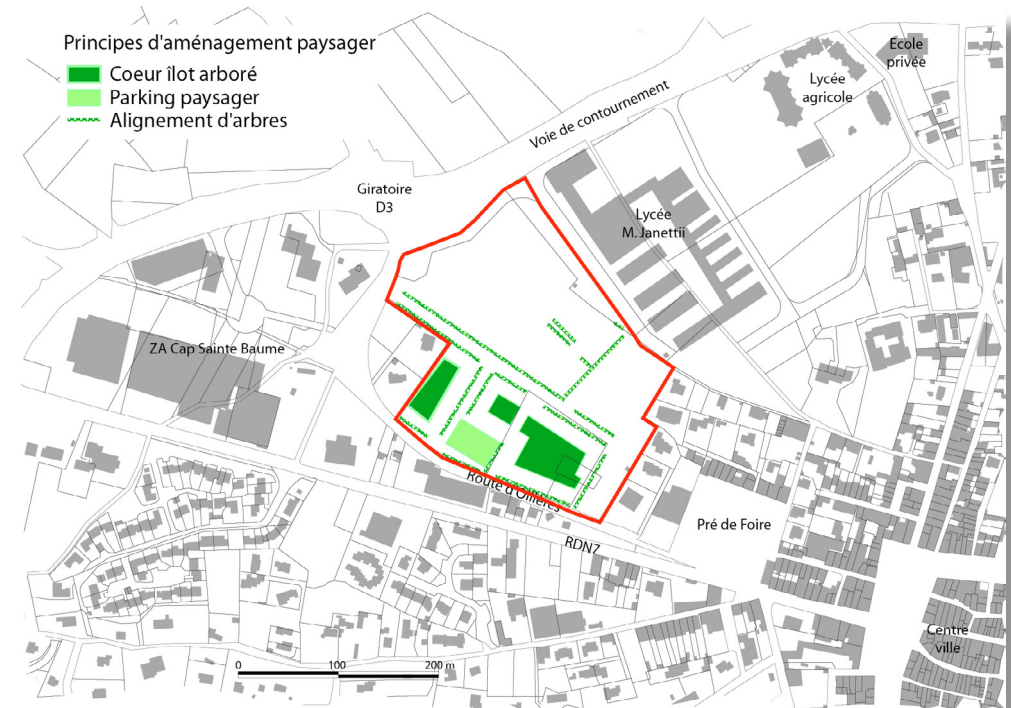 Principes d'aménagement paysager
Coeur îlot arboré
Parking paysager
Alignement d'arbres
Ecole
privée
Lycée
agricole
Voie de contournement
Giratoire
D3
Lycée
M. Janettii
ZA Cap Sainte Baume
Route d'Ollières
Pré de Foire
RDN7
Centre
ville
0 100 200 m